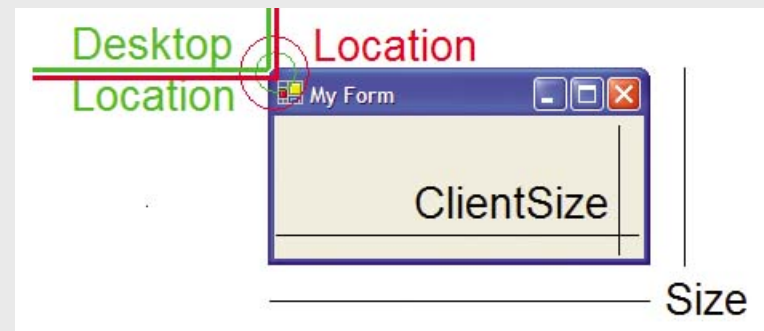 Desktop
Location
Location
My Form
ClientSize
Size